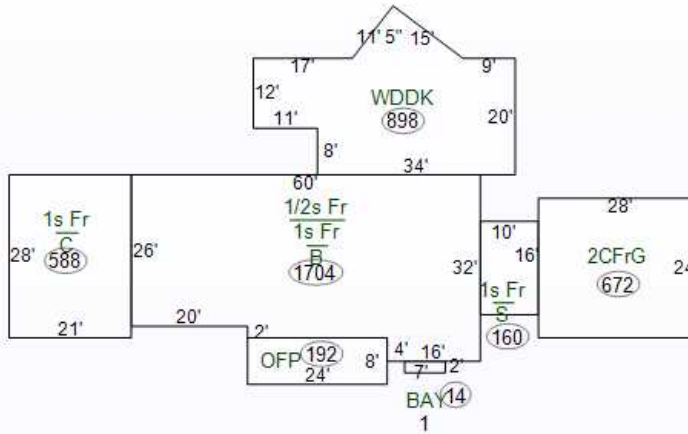 11' 5" 15'
17' 9'
12' WDDK
898 20'
11'
8' 34'
60'
1s Fr
C
588
28'
21'
26'
1/2s Fr
1s Fr
B
1704
32'
10'
16'
1s Fr
S
160
28'
2CFrG
672
24
20'
2'
OFP 192 8'
24'
4' 16'
7' 2'
BAY 14
1